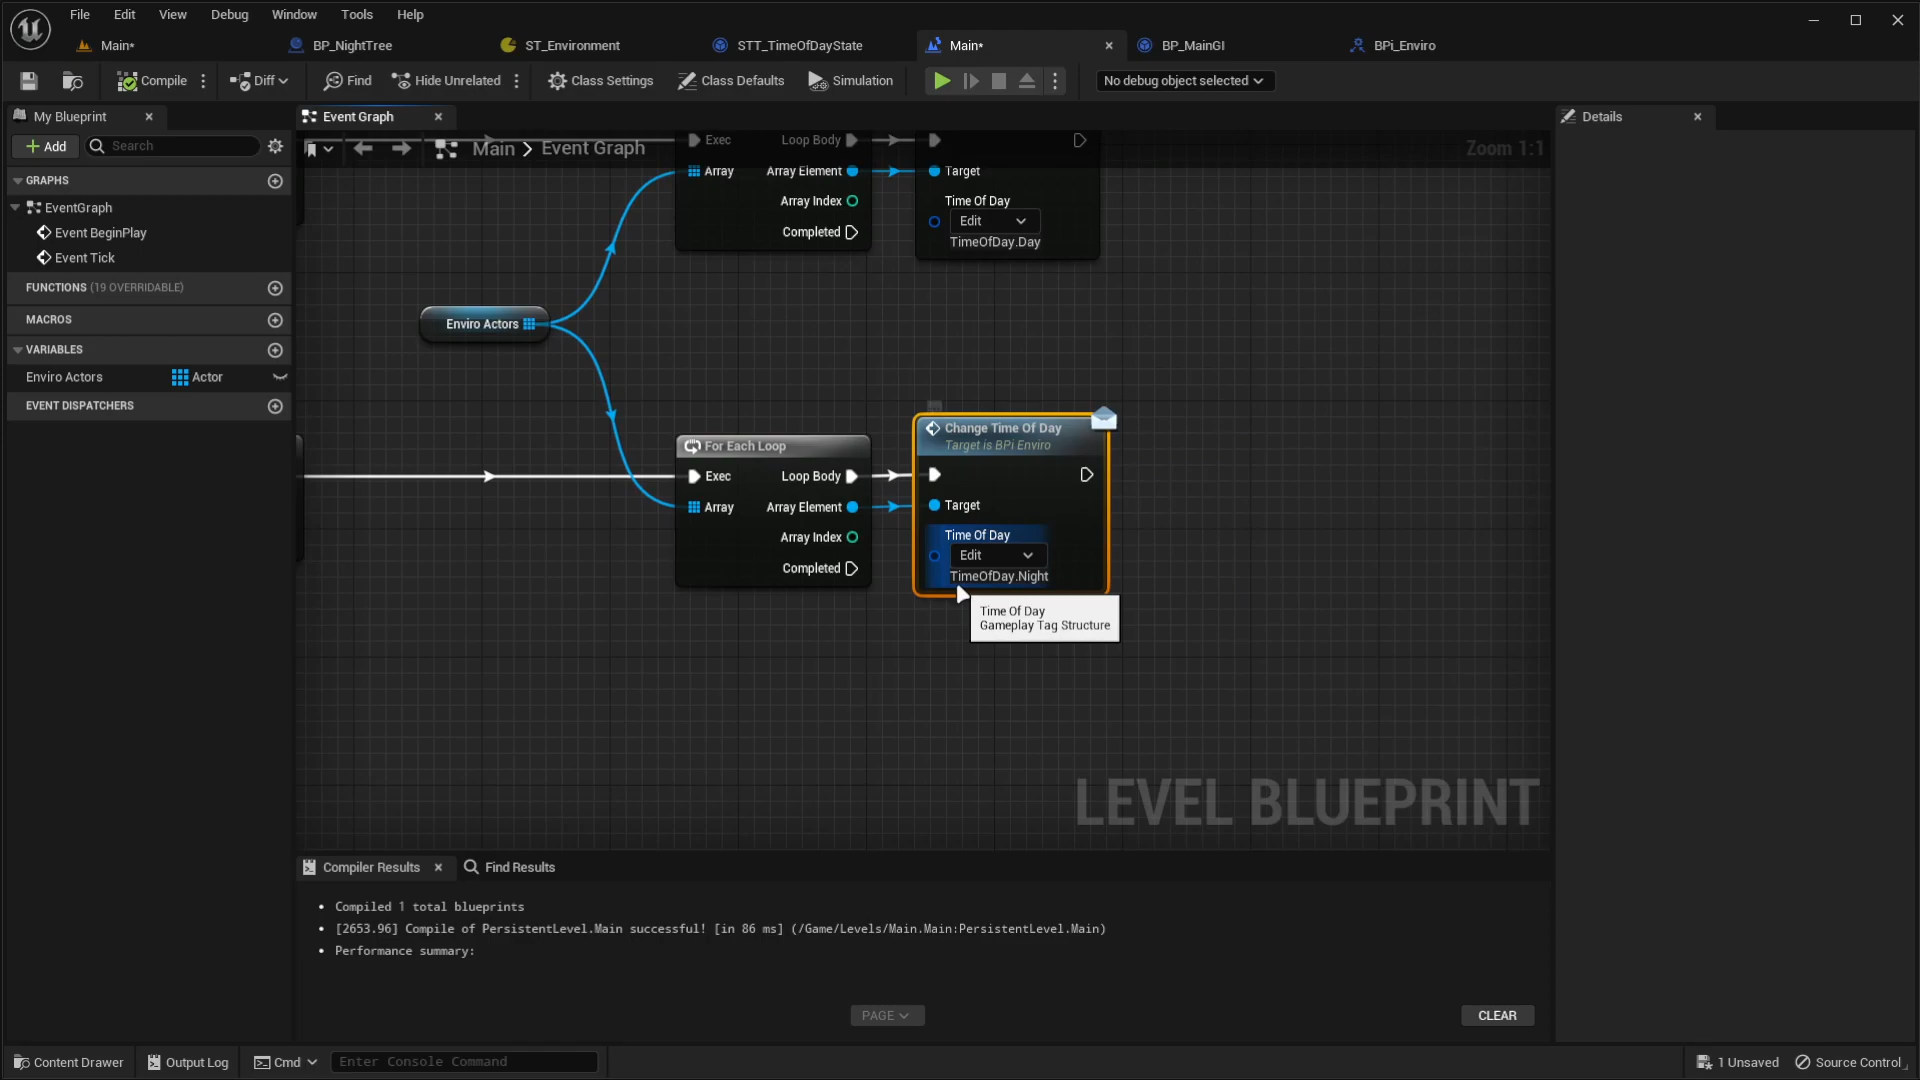 File Edit View Debug Window Tools Help
Main* BP_NightTree ST_Environment STT_TimeOfDayState Main* BP_MainGI BPi_Enviro
Compile Diff Find Hide Unrelated Class Settings Class Defaults Simulation No debug object selected
My Blueprint
Event Graph
Details
Add Search
Main > Event Graph
Zoom 1:1
GRAPHS
EventGraph
Event BeginPlay
Event Tick
FUNCTIONS (19 OVERRIDABLE)
MACROS
VARIABLES
Enviro Actors Actor
EVENT DISPATCHERS
Exec Loop Body
Array Array Element
Array Index
Completed
Target
Time Of Day
Edit
TimeOfDay.Day
Enviro Actors
For Each Loop
Exec Loop Body
Array Array Element
Array Index
Completed
Change Time Of Day
Target is BPi Enviro
Target
Time Of Day
Edit
TimeOfDay.Night
Time Of Day
Gameplay Tag Structure
LEVEL BLUEPRINT
Compiler Results Find Results
Compiled 1 total blueprints
[2653.96] Compile of PersistentLevel.Main successful! [in 86 ms] (/Game/Levels/Main.Main:PersistentLevel.Main)
Performance summary:
PAGE
CLEAR
Content Drawer Output Log Cmd Enter Console Command 1 Unsaved Source Control